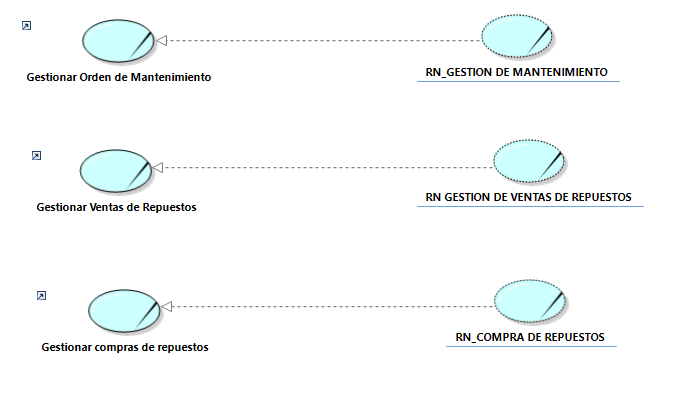 Gestionar Orden de Mantenimiento
RN_GESTION DE MANTENIMIENTO
Gestionar Ventas de Repuestos
RN GESTION DE VENTAS DE REPUESTOS
Gestionar compras de repuestos
RN_COMPRA DE REPUESTOS